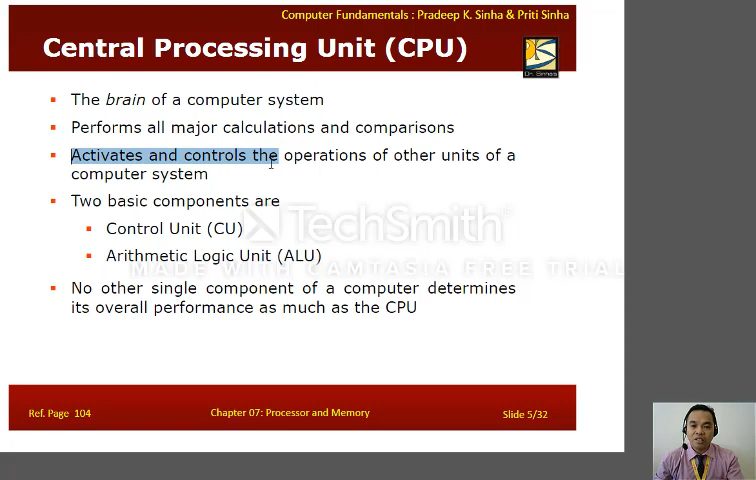 Computer Fundamentals : Pradeep K. Sinha & Priti Sinha
Central Processing Unit (CPU)
Dr. Sinhas
The brain of a computer system
Performs all major calculations and comparisons
Activates and controls the operations of other units of a
computer system
Two basic components are
Control Unit (CU)
TechSmith®
Arithmetic Logic Unit (ALU)
MADE WITH CAMTASIA FREE TRIAL
No other single component of a computer determines
its overall performance as much as the CPU
Ref. Page 104
Chapter 07: Processor and Memory
Slide 5/32